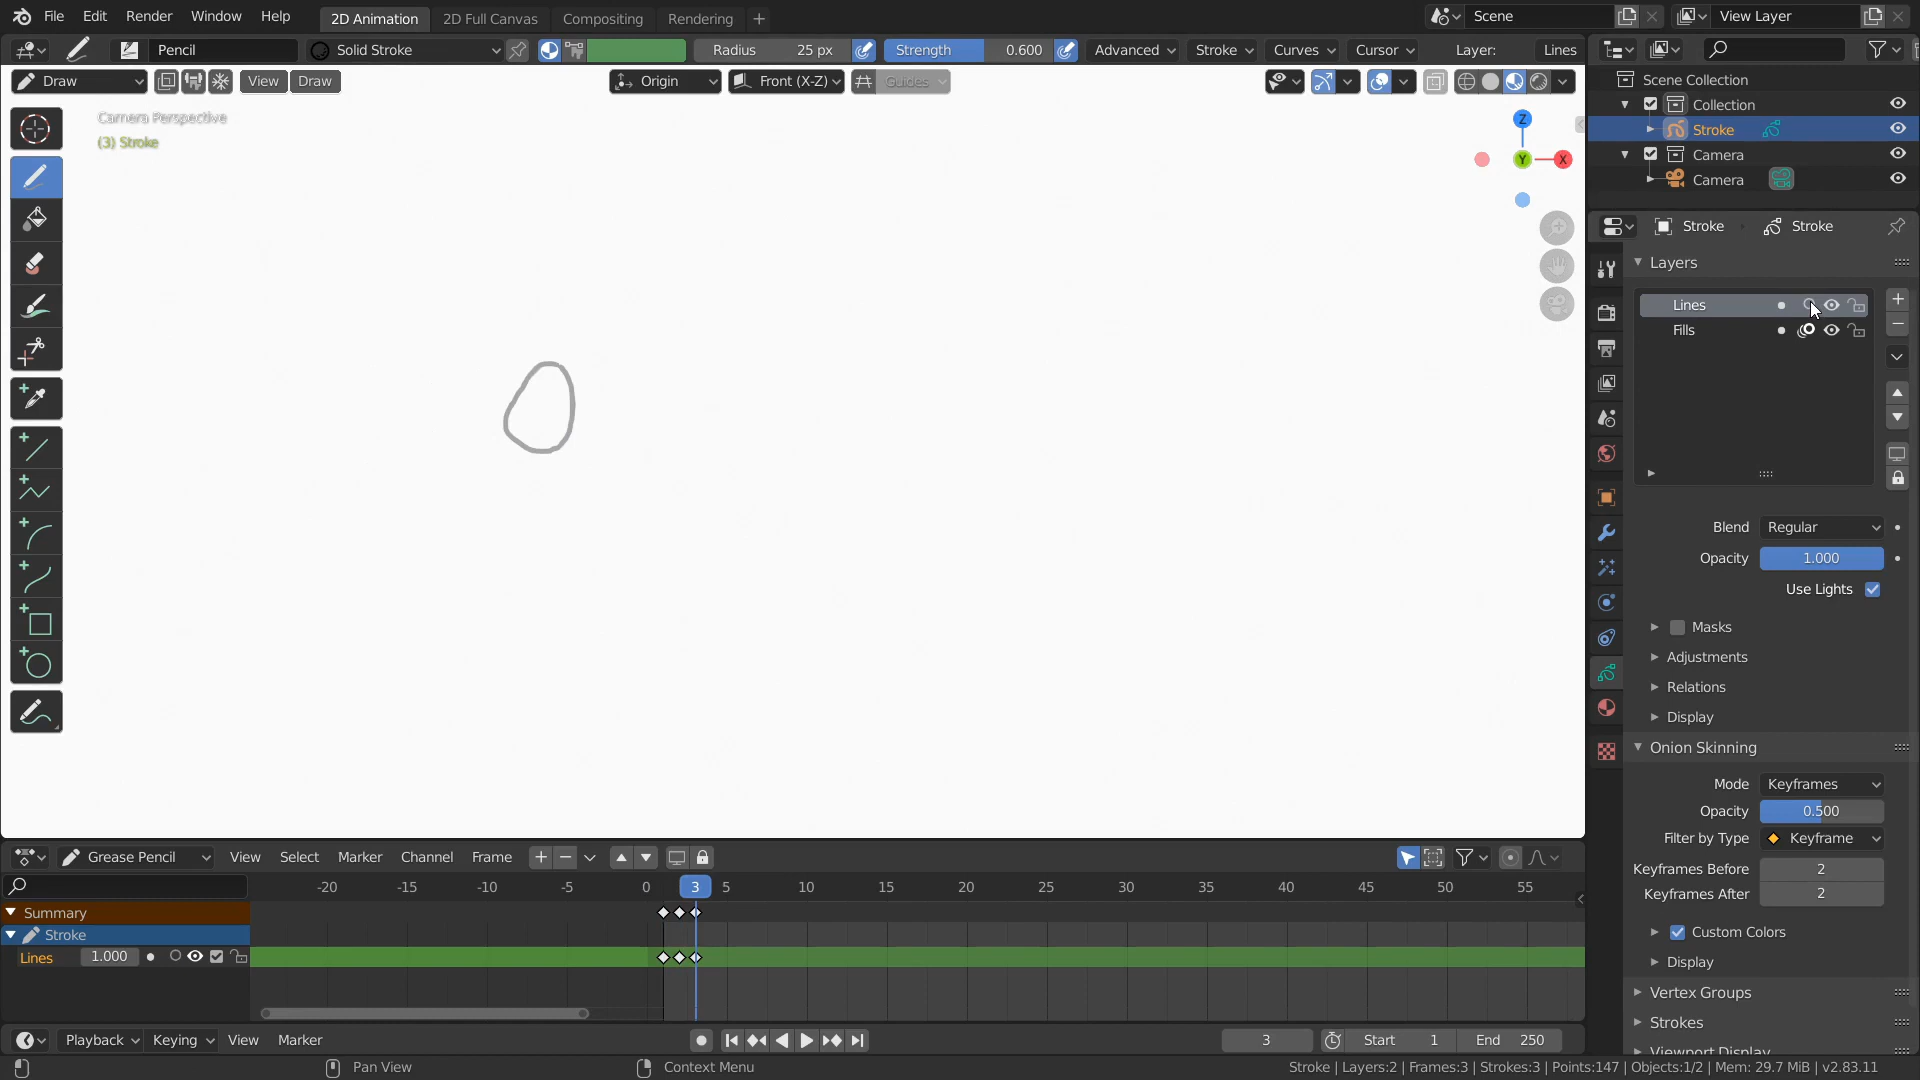 File Edit Render Window Help 2D Animation 2D Full Canvas Compositing Rendering + Scene View Layer
Pencil Solid Stroke Radius 25 px Strength 0.600 Advanced Stroke Curves Cursor Layer: Lines
Draw View Draw Origin Front (X-Z) Guides
Scene Collection
Collection
Stroke
Camera
Camera
Camera Perspective
(3) Stroke
Z
Y X
Stroke Stroke
Layers
Lines
Fills
Blend Regular
Opacity 1.000
Use Lights
Masks
Adjustments
Relations
Display
Onion Skinning
Mode Keyframes
Opacity 0.500
Filter by Type Keyframe
Keyframes Before 2
Keyframes After 2
Custom Colors
Display
Vertex Groups
Strokes
Viewport Display
Grease Pencil View Select Marker Channel Frame
-20 -15 -10 -5 0 3 5 10 15 20 25 30 35 40 45 50 55
Summary
Stroke
Lines 1.000
Playback Keying View Marker 3 Start 1 End 250
Pan View Context Menu Stroke | Layers:2 | Frames:3 | Strokes:3 | Points:147 | Objects:1/2 | Mem: 29.7 MiB | v2.83.11